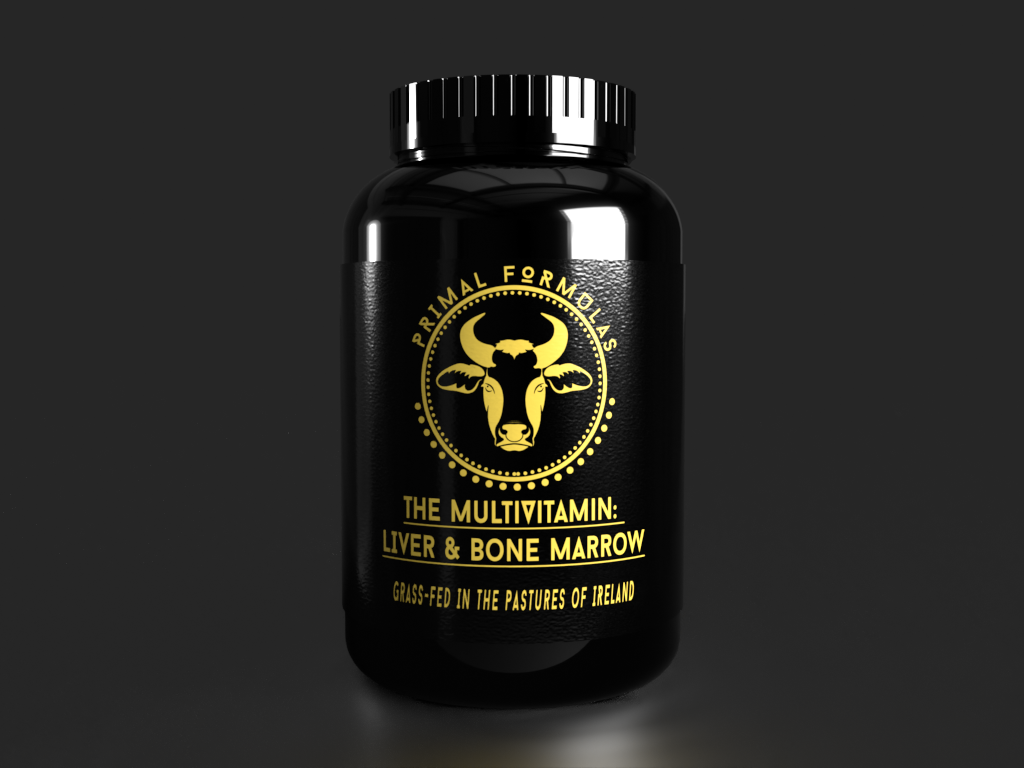 PRIMAL FORMULAS
THE MULTIVITAMIN:
LIVER & BONE MARROW
GRASS-FED IN THE PASTURES OF IRELAND